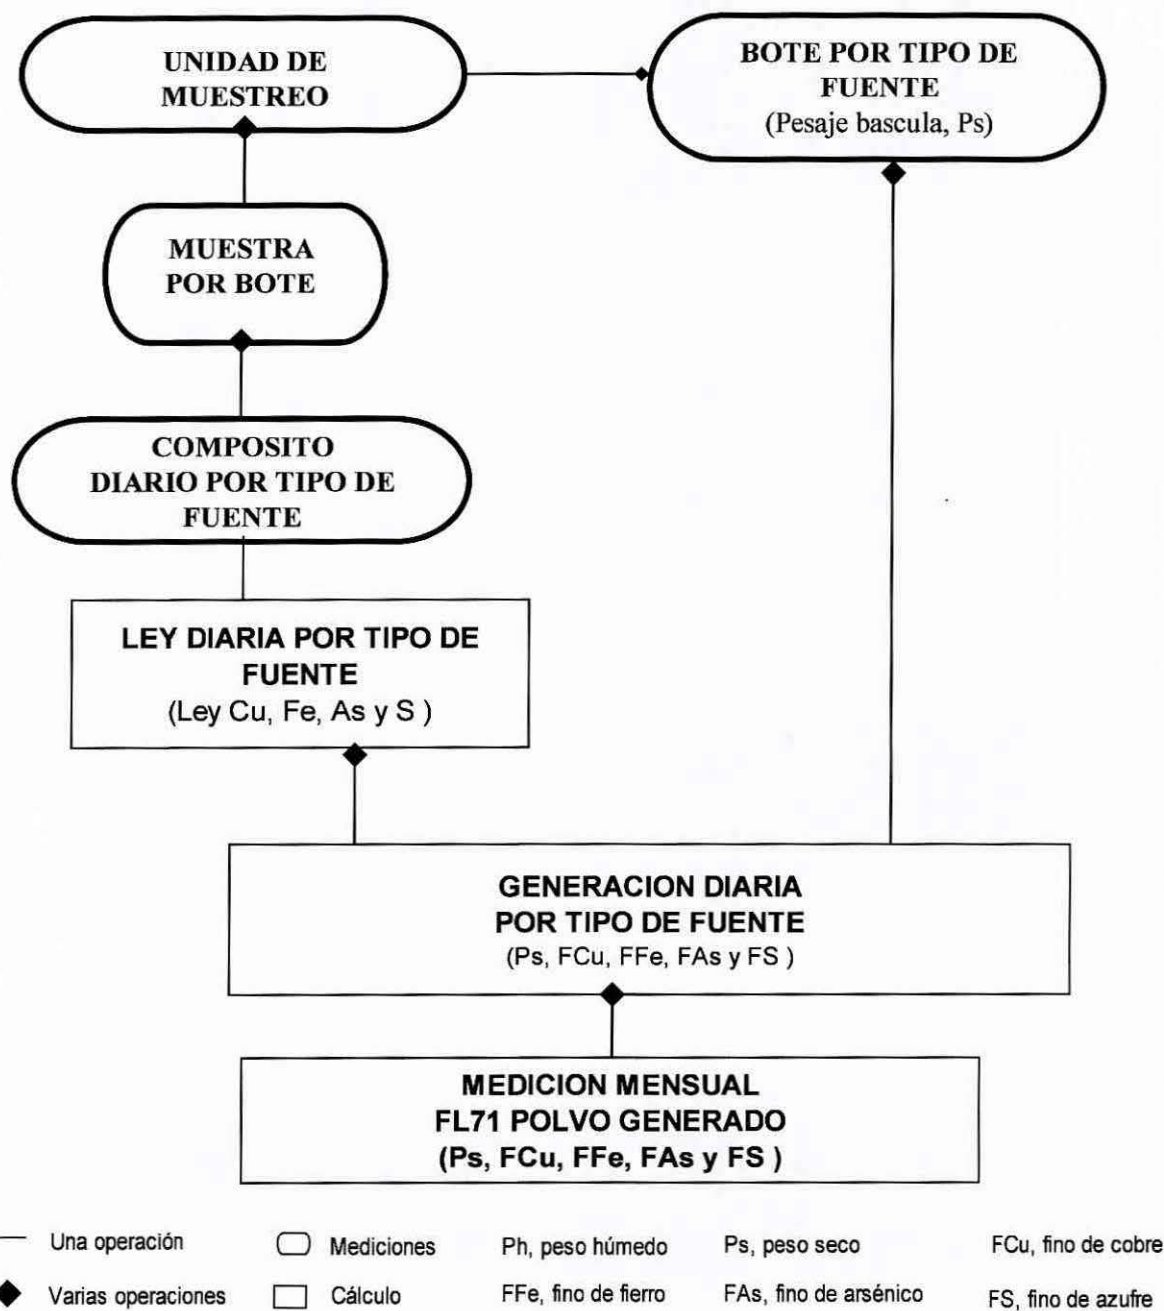 UNIDAD DE
MUESTREO
BOTE POR TIPO DE
FUENTE
(Pesaje bascula, Ps)
MUESTRA
POR BOTE
COMPOSITO
DIARIO POR TIPO DE
FUENTE
LEY DIARIA POR TIPO DE
FUENTE
(Ley Cu, Fe, As y S )
GENERACION DIARIA
POR TIPO DE FUENTE
(Ps, FCu, FFe, FAs y FS )
MEDICION MENSUAL
FL71 POLVO GENERADO
(Ps, FCu, FFe, FAs y FS )
Una operación
Mediciones
Ph, peso húmedo
Ps, peso seco
FCu, fino de cobre
Varias operaciones
Cálculo
FFe, fino de fierro
FAs, fino de arsénico
FS, fino de azufre